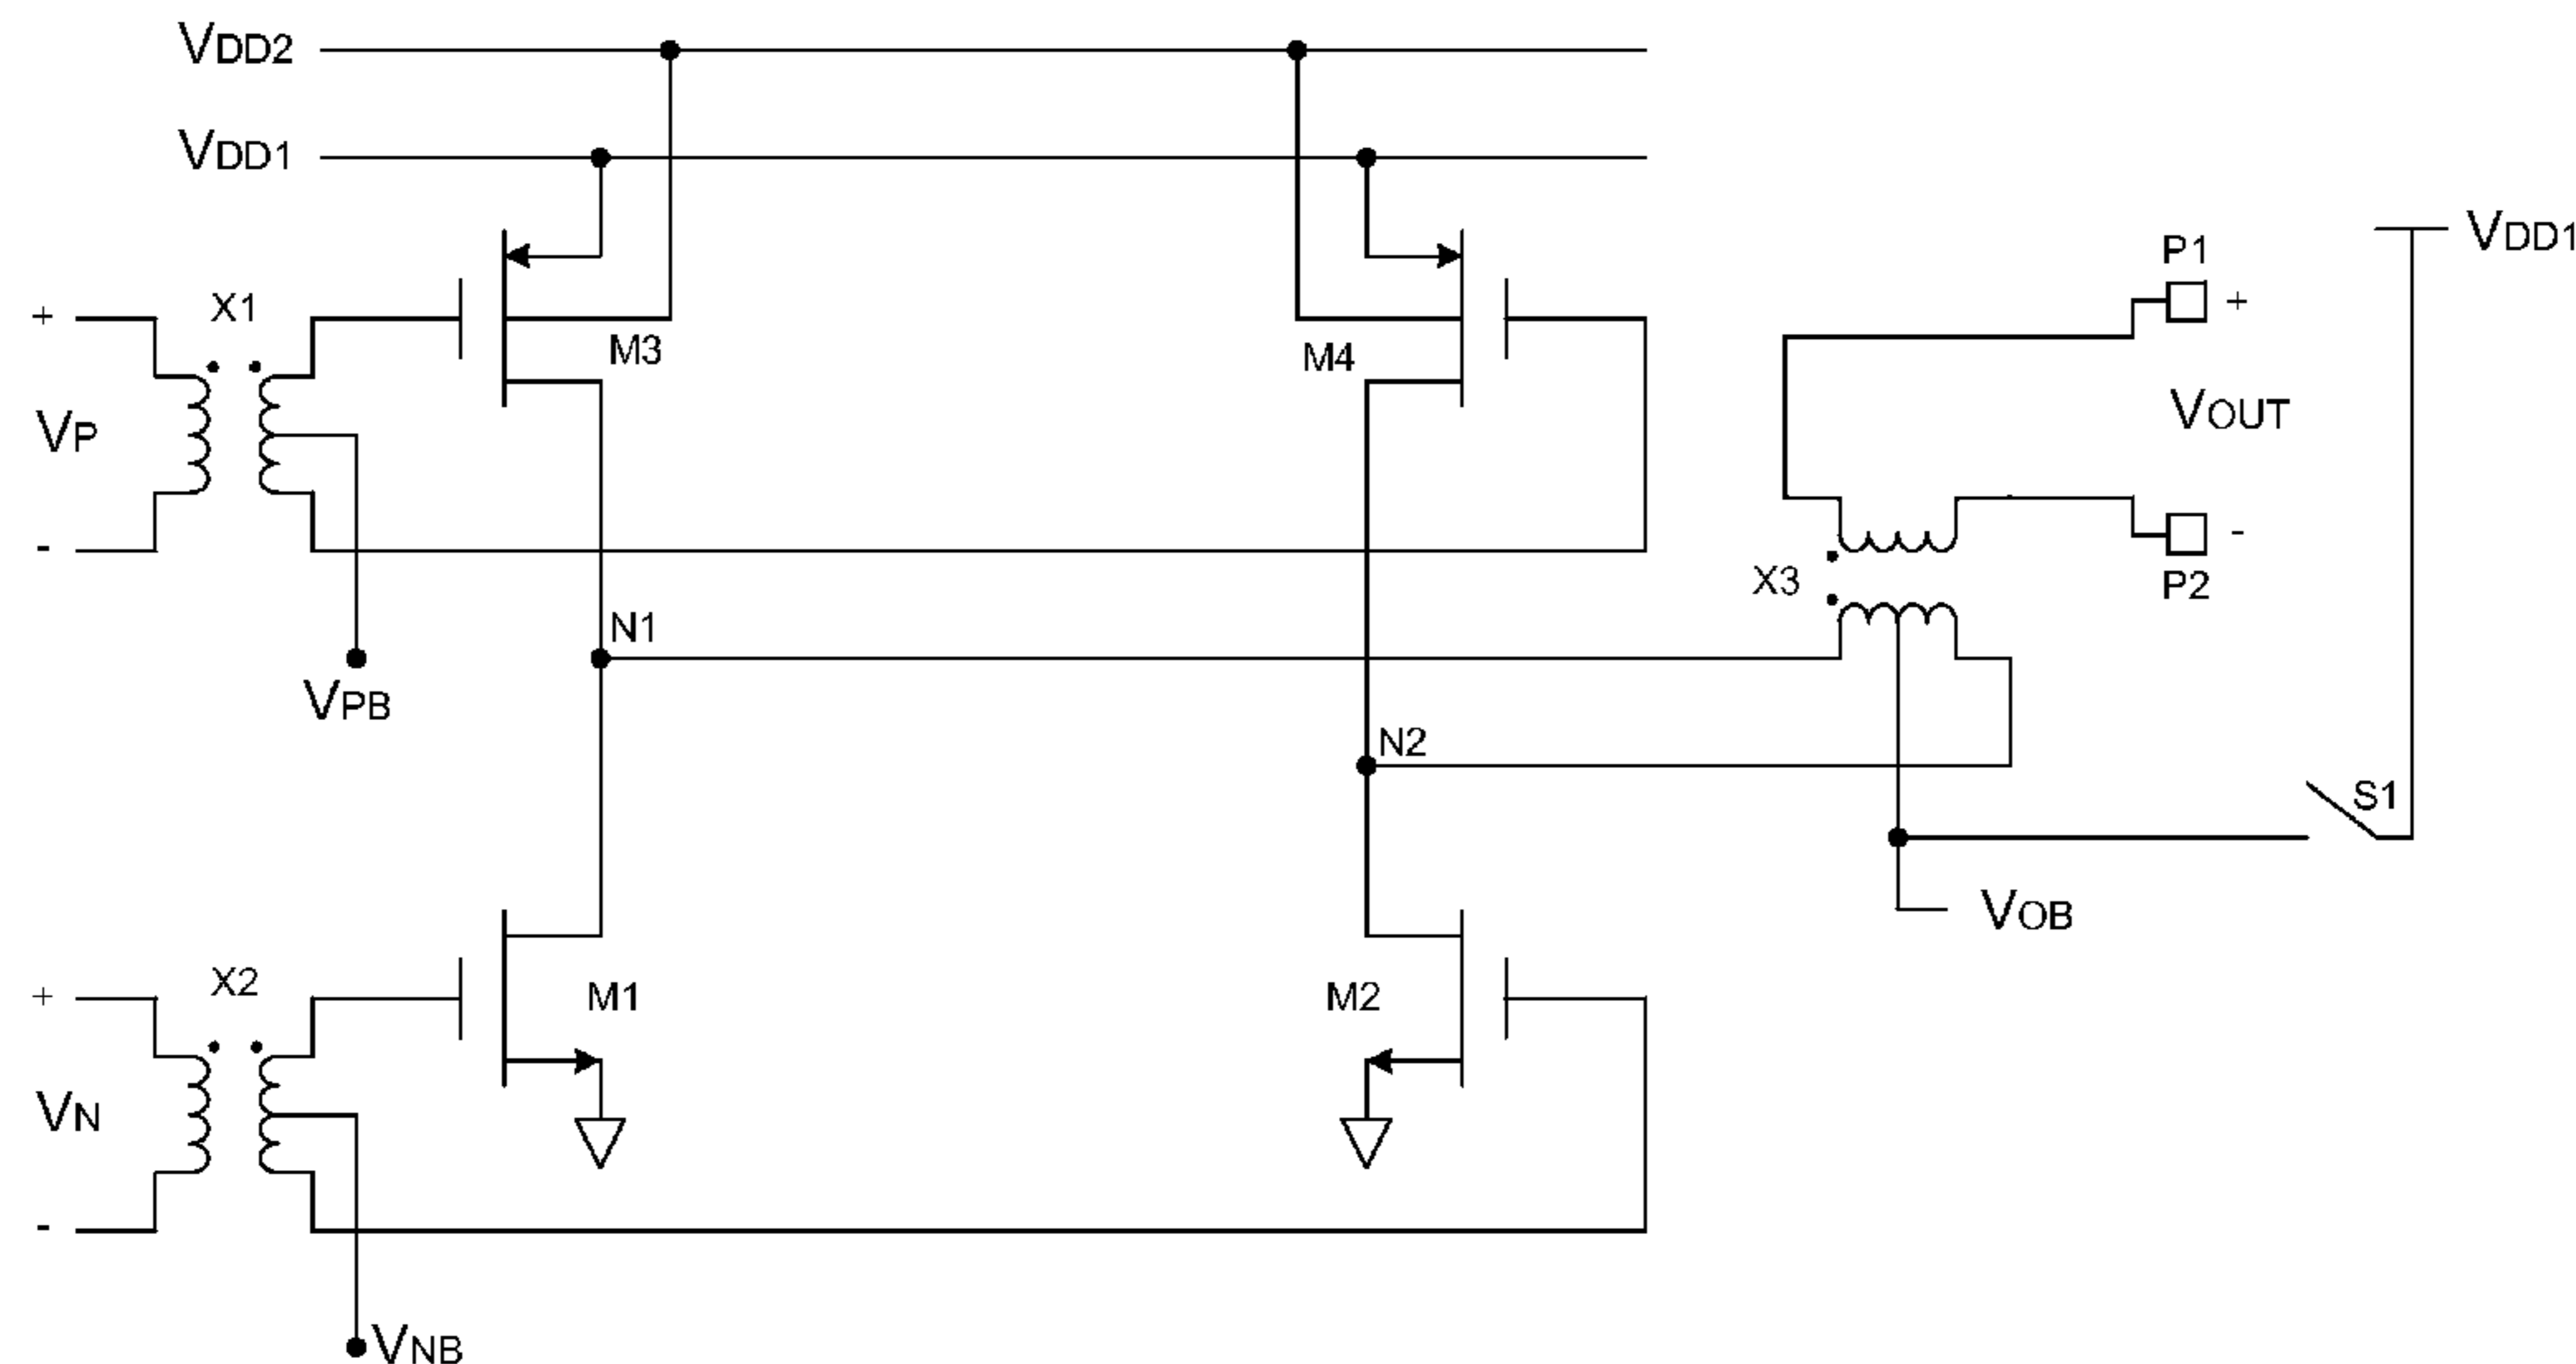 VDD2
VDD1
VDD1
P1
+
+
X1
M3
M4
VP
VOUT
-
-
X3
P2
N1
VPB
N2
S1
VOB
+
X2
M1
M2
VN
-
VNB